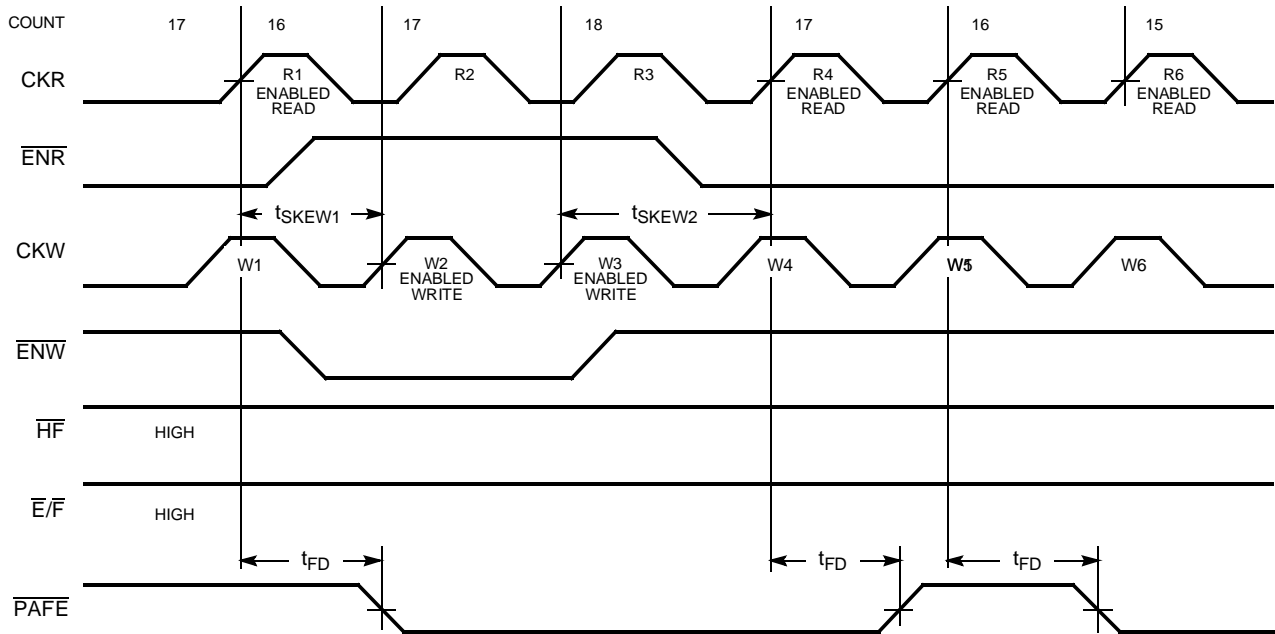 COUNT 17 16 17 18 17 16 15
CKR R1 R2 R3 R4 R5 R6
ENABLED ENABLED ENABLED ENABLED
READ READ READ READ
ENR
tSKEW1 tSKEW2
CKW W1 W2 W3 W4 W6
ENABLED ENABLED
WRITE WRITE
ENW
HF HIGH
E/F HIGH
tFD tFD tFD
PAFE